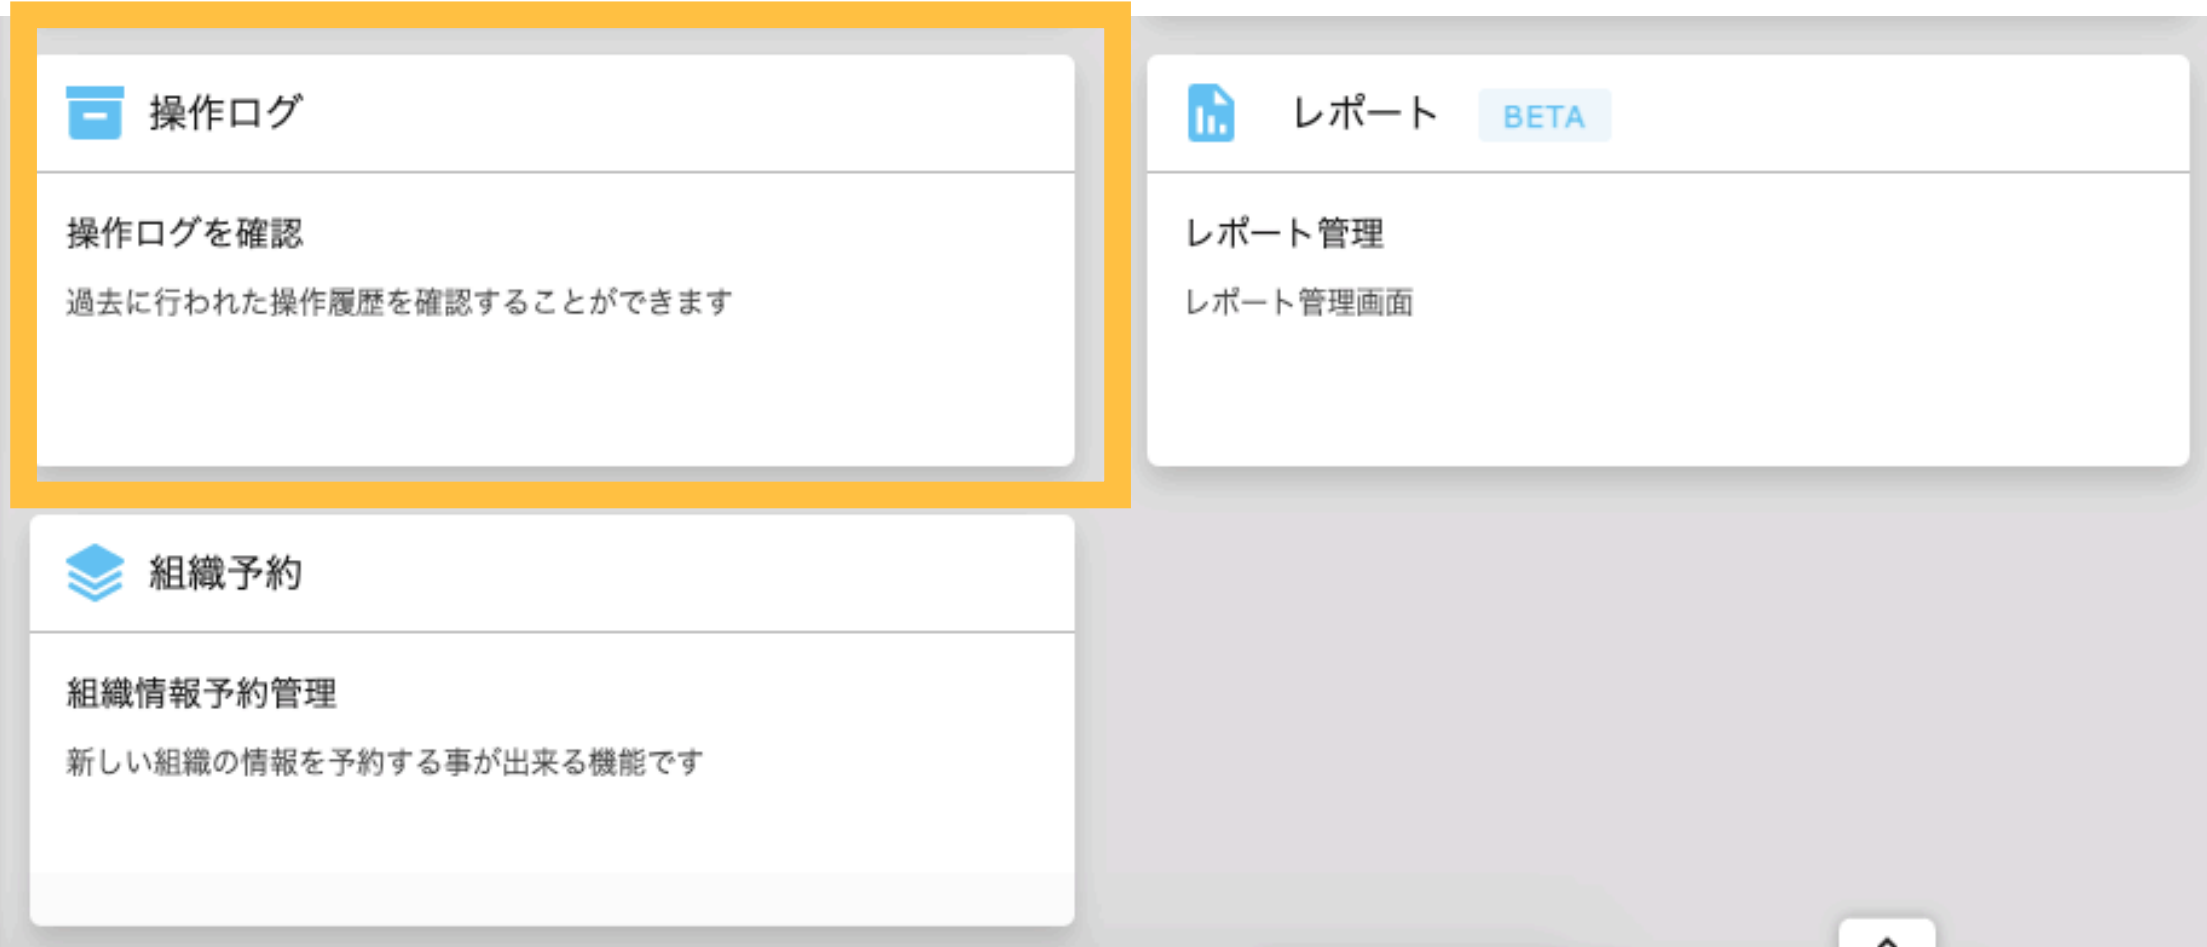 操作ログ
操作ログを確認
過去に行われた操作履歴を確認することができます
レポート BETA
レポート管理
レポート管理画面
組織予約
組織情報予約管理
新しい組織の情報を予約する事が出来る機能です